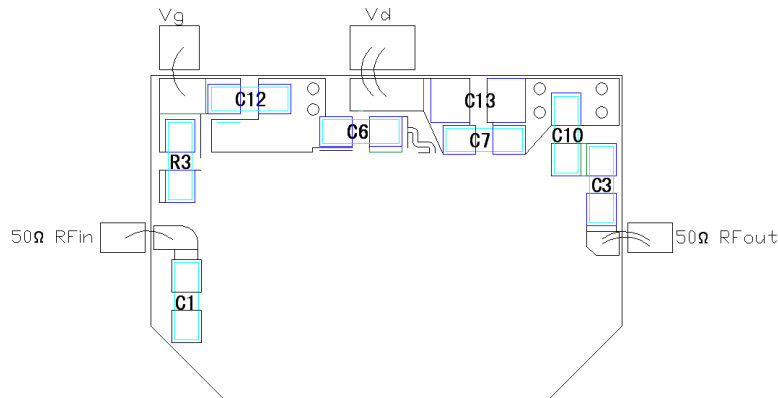 Vg
Vd
C12
C13
C6
C7
C10
R3
C3
50Ω RFin
50Ω RFout
C1